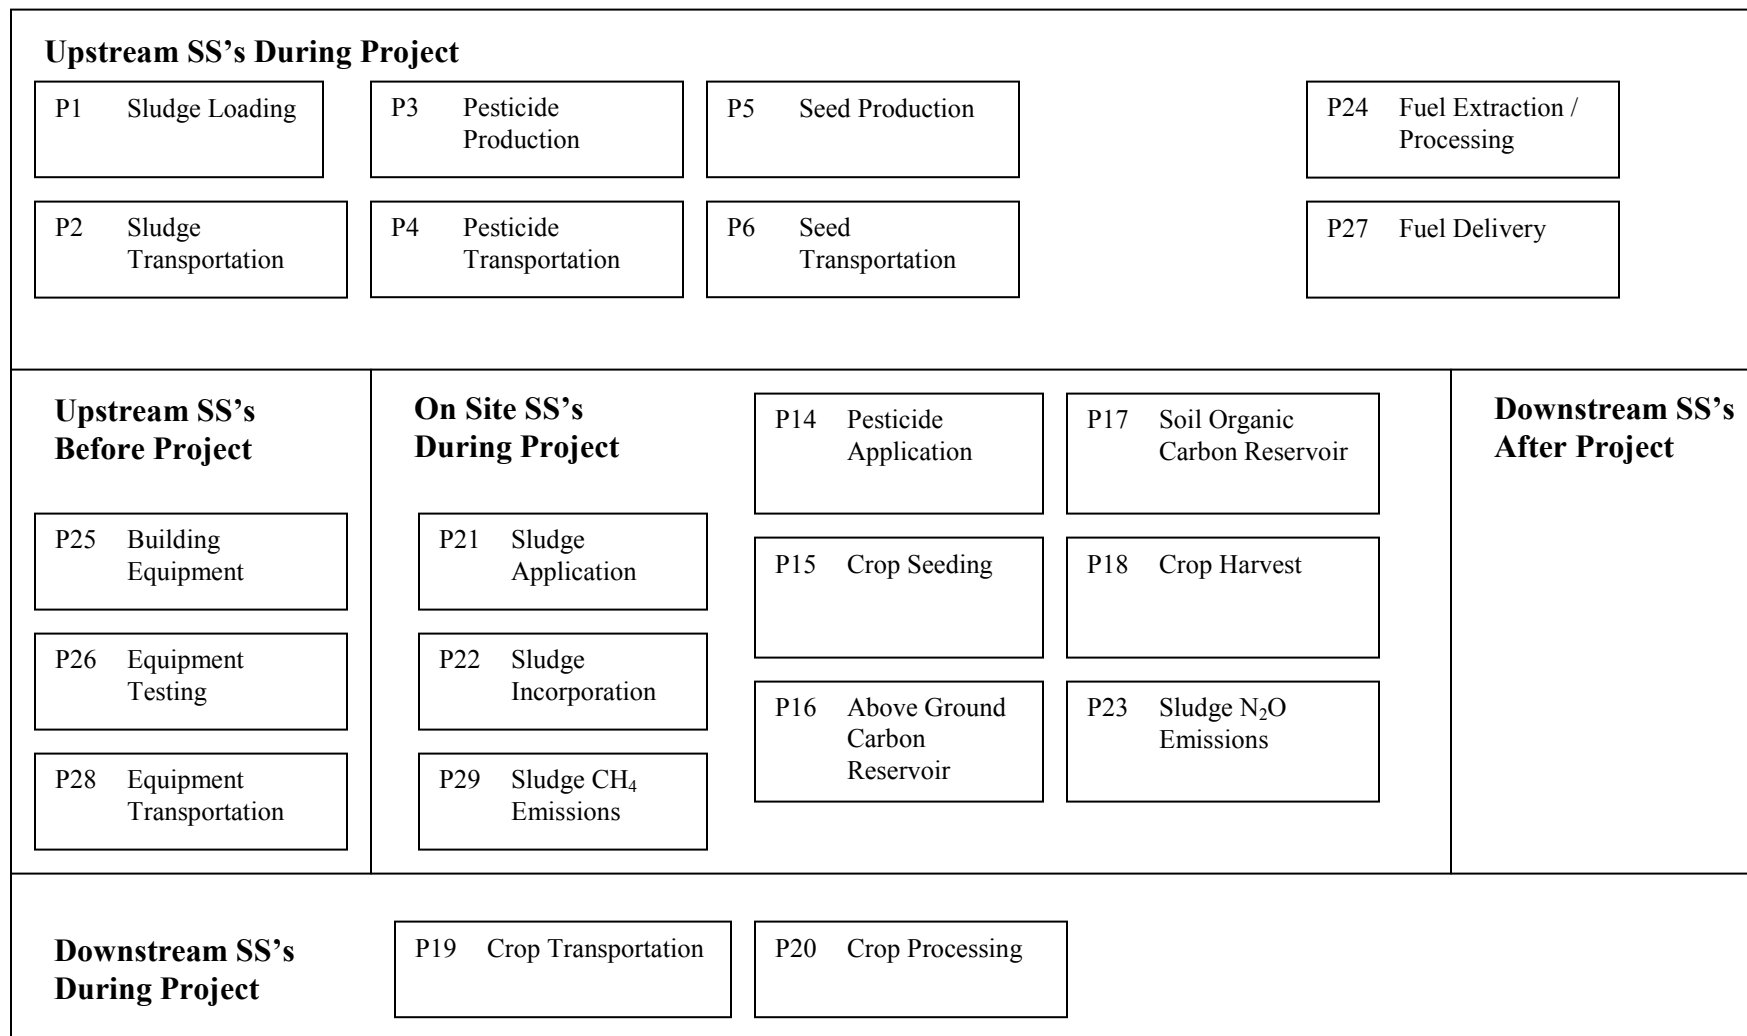 Upstream SS’s During Project
P1 Sludge Loading
P3 Pesticide
Production
P5 Seed Production
P24 Fuel Extraction /
Processing
P2 Sludge
Transportation
P4 Pesticide
Transportation
P6 Seed
Transportation
P27 Fuel Delivery
Upstream SS’s
Before Project
P25 Building
Equipment
P26 Equipment
Testing
P28 Equipment
Transportation
On Site SS’s
During Project
P21 Sludge
Application
P22 Sludge
Incorporation
P29 Sludge CH₄
Emissions
P14 Pesticide
Application
P15 Crop Seeding
P16 Above Ground
Carbon
Reservoir
P17 Soil Organic
Carbon Reservoir
P18 Crop Harvest
P23 Sludge N₂O
Emissions
Downstream SS’s
After Project
Downstream SS’s
During Project
P19 Crop Transportation
P20 Crop Processing